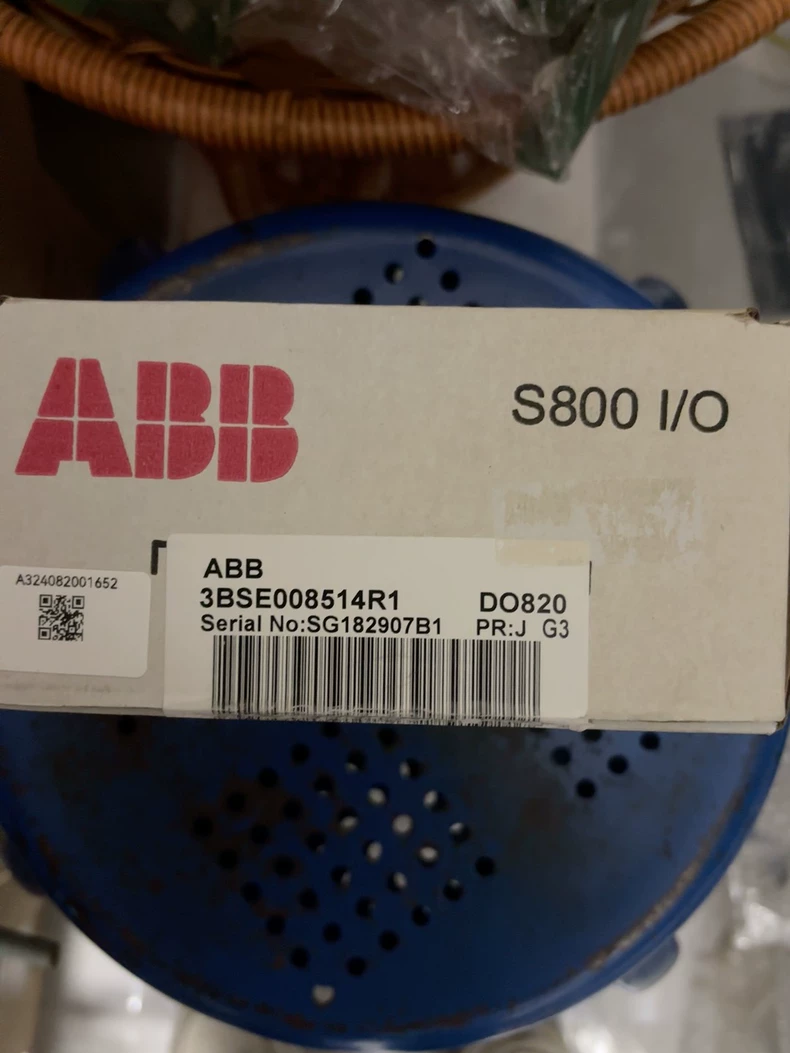 ABB
S800 I/O
A324082001652
ABB
3BSE008514R1 DO820
Serial No:SG182907B1 PR:J G3